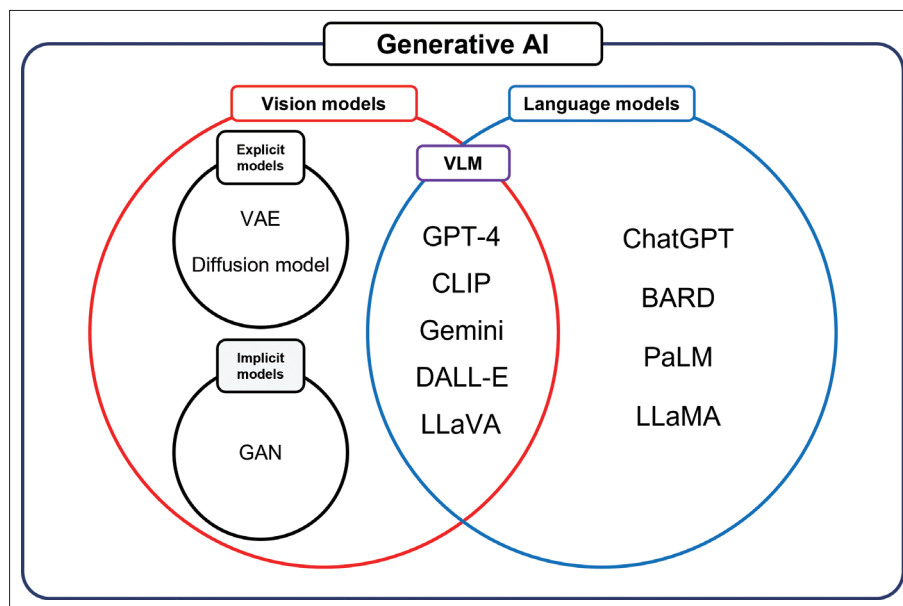 Generative AI
Vision models
Language models
Explicit
models
VAE
Diffusion model
Implicit
models
GAN
VLM
GPT-4
CLIP
Gemini
DALL-E
LLaVA
ChatGPT
BARD
PaLM
LLaMA